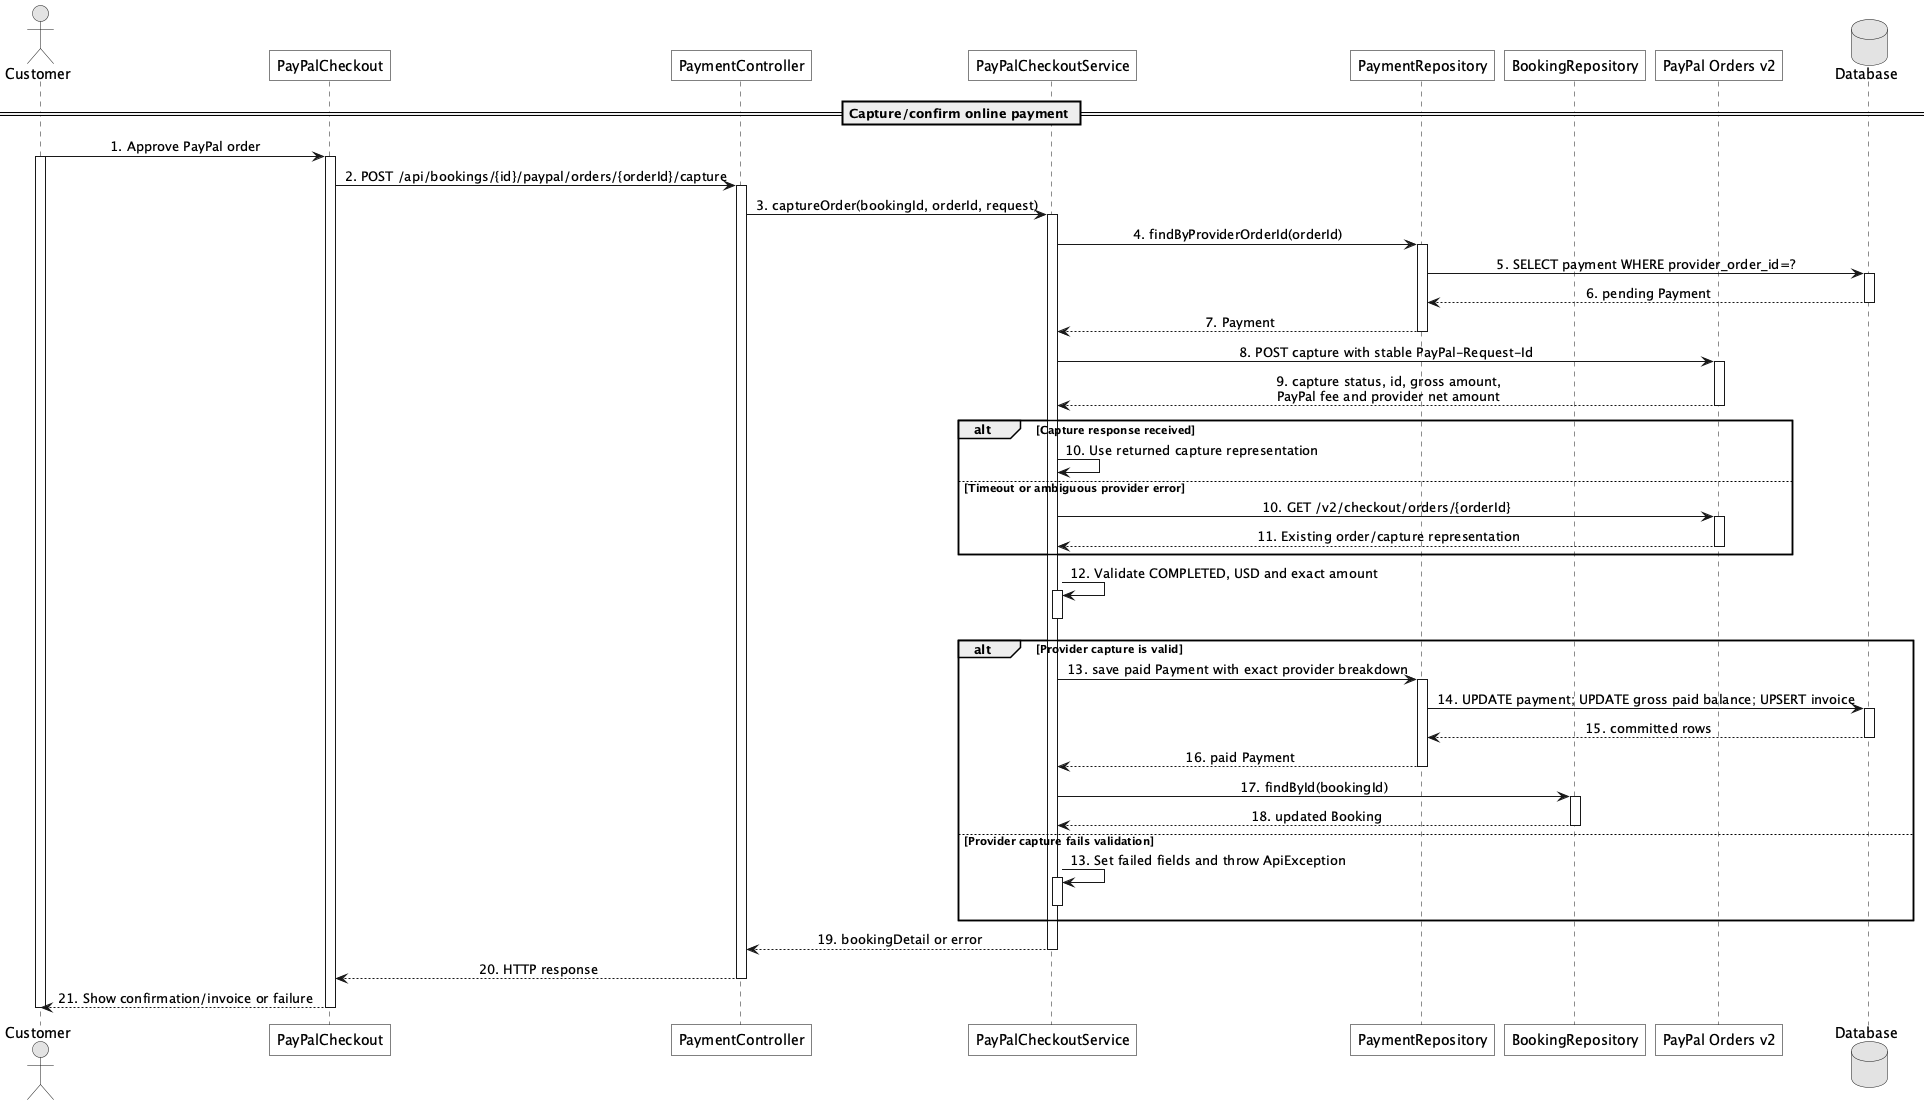 Customer
PayPalCheckout
PaymentController
PayPalCheckoutService
PaymentRepository
BookingRepository
PayPal Orders v2
Database
Capture/confirm online payment
1. Approve PayPal order
2. POST /api/bookings/{id}/paypal/orders/{orderId}/capture
3. captureOrder(bookingId, orderId, request)
4. findByProviderOrderId(orderId)
5. SELECT payment WHERE provider_order_id=?
6. pending Payment
7. Payment
8. POST capture with stable PayPal-Request-Id
9. capture status, id, gross amount,
PayPal fee and provider net amount
alt
[Capture response received]
10. Use returned capture representation
[Timeout or ambiguous provider error]
10. GET /v2/checkout/orders/{orderId}
11. Existing order/capture representation
12. Validate COMPLETED, USD and exact amount
alt
[Provider capture is valid]
13. save paid Payment with exact provider breakdown
14. UPDATE payment; UPDATE gross paid balance; UPSERT invoice
15. committed rows
16. paid Payment
17. findById(bookingId)
18. updated Booking
[Provider capture fails validation]
13. Set failed fields and throw ApiException
19. bookingDetail or error
20. HTTP response
21. Show confirmation/invoice or failure
Customer
PayPalCheckout
PaymentController
PayPalCheckoutService
PaymentRepository
BookingRepository
PayPal Orders v2
Database